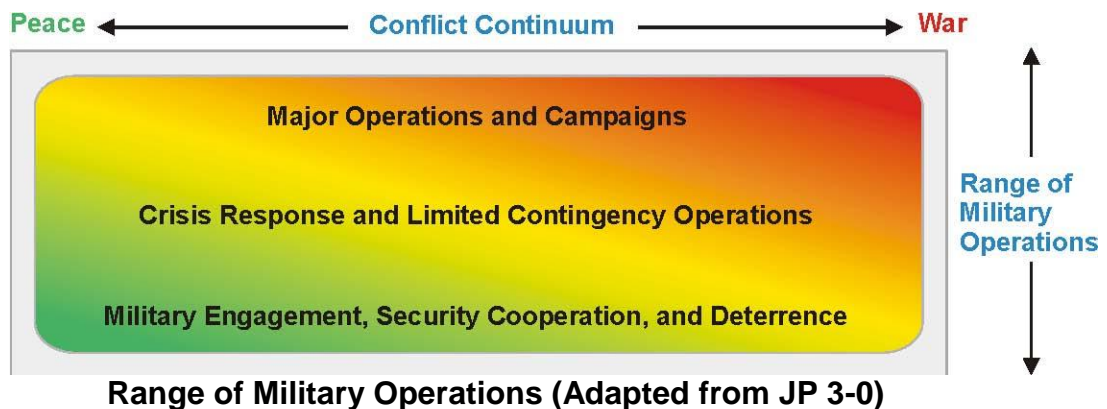 Peace Conflict Continuum War
Major Operations and Campaigns
Crisis Response and Limited Contingency Operations
Military Engagement, Security Cooperation, and Deterrence
Range of
Military
Operations
Range of Military Operations (Adapted from JP 3-0)